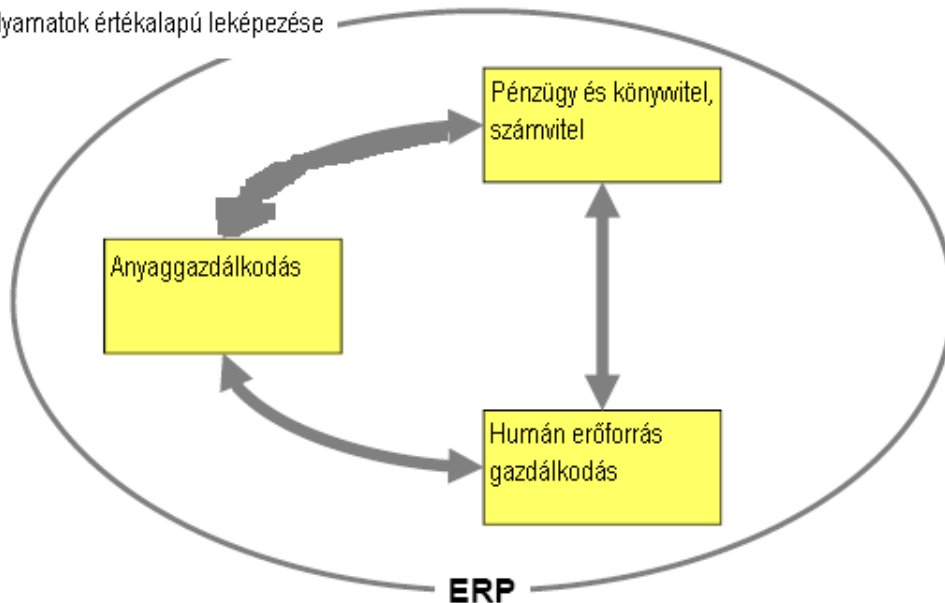 lyamatok értékalapú leképezése
Pénzügy és könyvvitel,
számvitel
Anyaggazdálkodás
Humán erőforrás
gazdálkodás
ERP